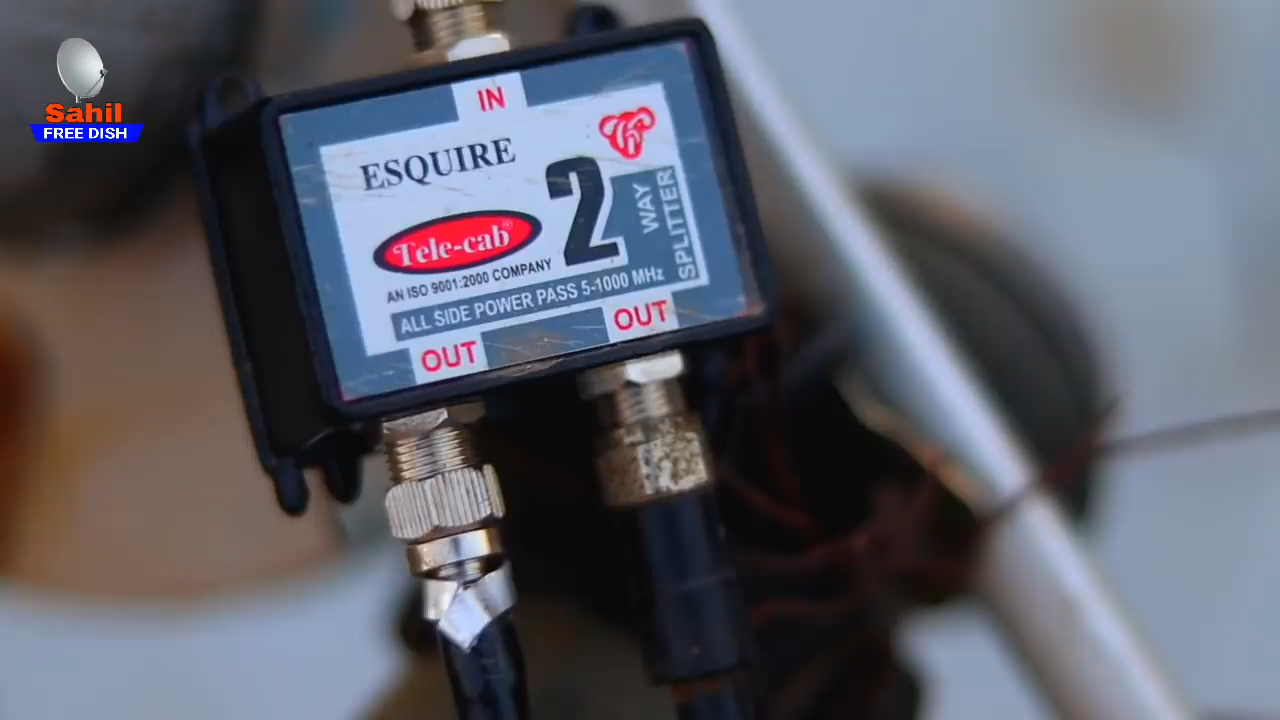 Sahil
FREE DISH
IN
ESQUIRE
2
WAY
SPLITTER
Tele-cab®
AN ISO 9001:2000 COMPANY
ALL SIDE POWER PASS 5-1000 MHz
OUT
OUT